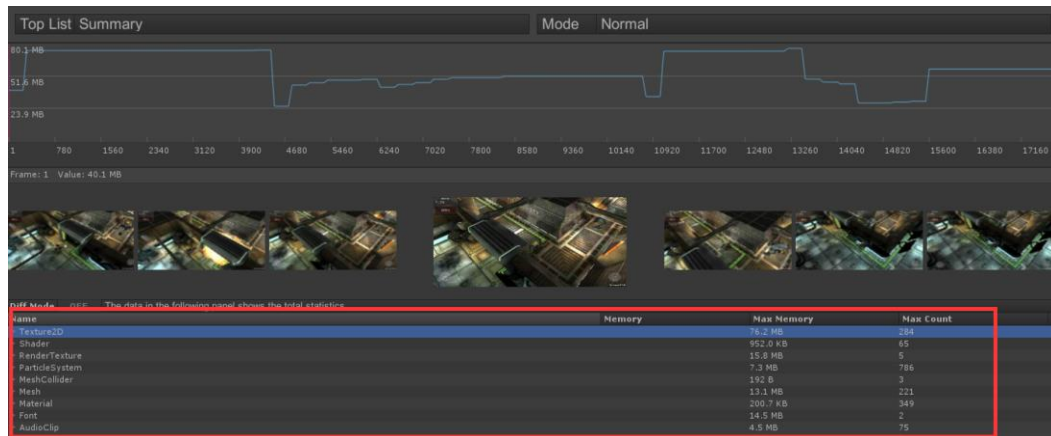 Top List Summary Mode Normal
80.1 MB
51.6 MB
23.9 MB
1 780 1560 2340 3120 3900 4680 5460 6240 7020 7800 8580 9360 10140 10920 11700 12480 13260 14040 14820 15600 16380 17160
Frame: 1 Value: 40.1 MB
Diff Mode OFF The data in the following panel shows the total statistics
Name Memory Max Memory Max Count
Texture2D 76.2 MB 284
Shader 952.0 KB 65
RenderTexture 15.8 MB 5
ParticleSystem 7.3 MB 786
MeshCollider 192 B 3
Mesh 13.1 MB 221
Material 200.7 KB 349
Font 14.5 MB 2
AudioClip 4.5 MB 75